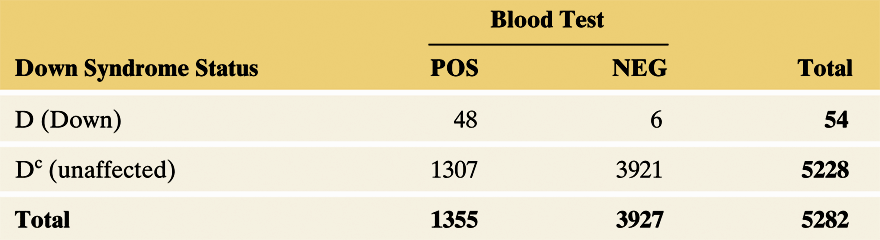 Blood Test
Down Syndrome Status POS NEG Total
D (Down) 48 6 54
Dᶜ (unaffected) 1307 3921 5228
Total 1355 3927 5282